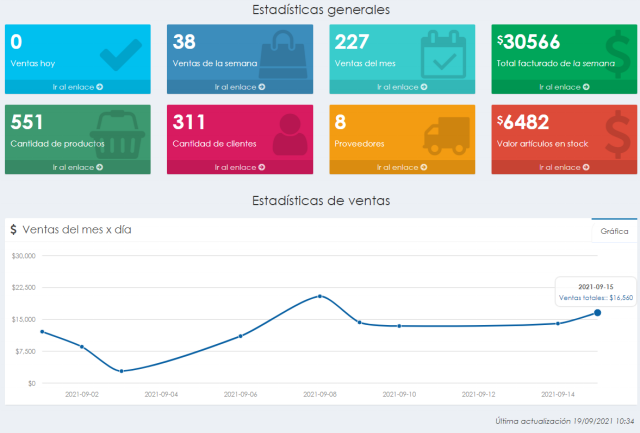 Estadísticas generales
0
Ventas hoy
Ir al enlace
38
Ventas de la semana
Ir al enlace
227
Ventas del mes
Ir al enlace
$30566
Total facturado de la semana
Ir al enlace
551
Cantidad de productos
Ir al enlace
311
Cantidad de clientes
Ir al enlace
8
Proveedores
Ir al enlace
$6482
Valor artículos en stock
Ir al enlace
Estadísticas de ventas
$ Ventas del mes x día
Gráfica
$30,000
$22,500
$15,000
$7,500
$0
2021-09-15
Ventas totales: $16,560
2021-09-02 2021-09-04 2021-09-06 2021-09-08 2021-09-10 2021-09-12 2021-09-14
Última actualización 19/09/2021 10:34